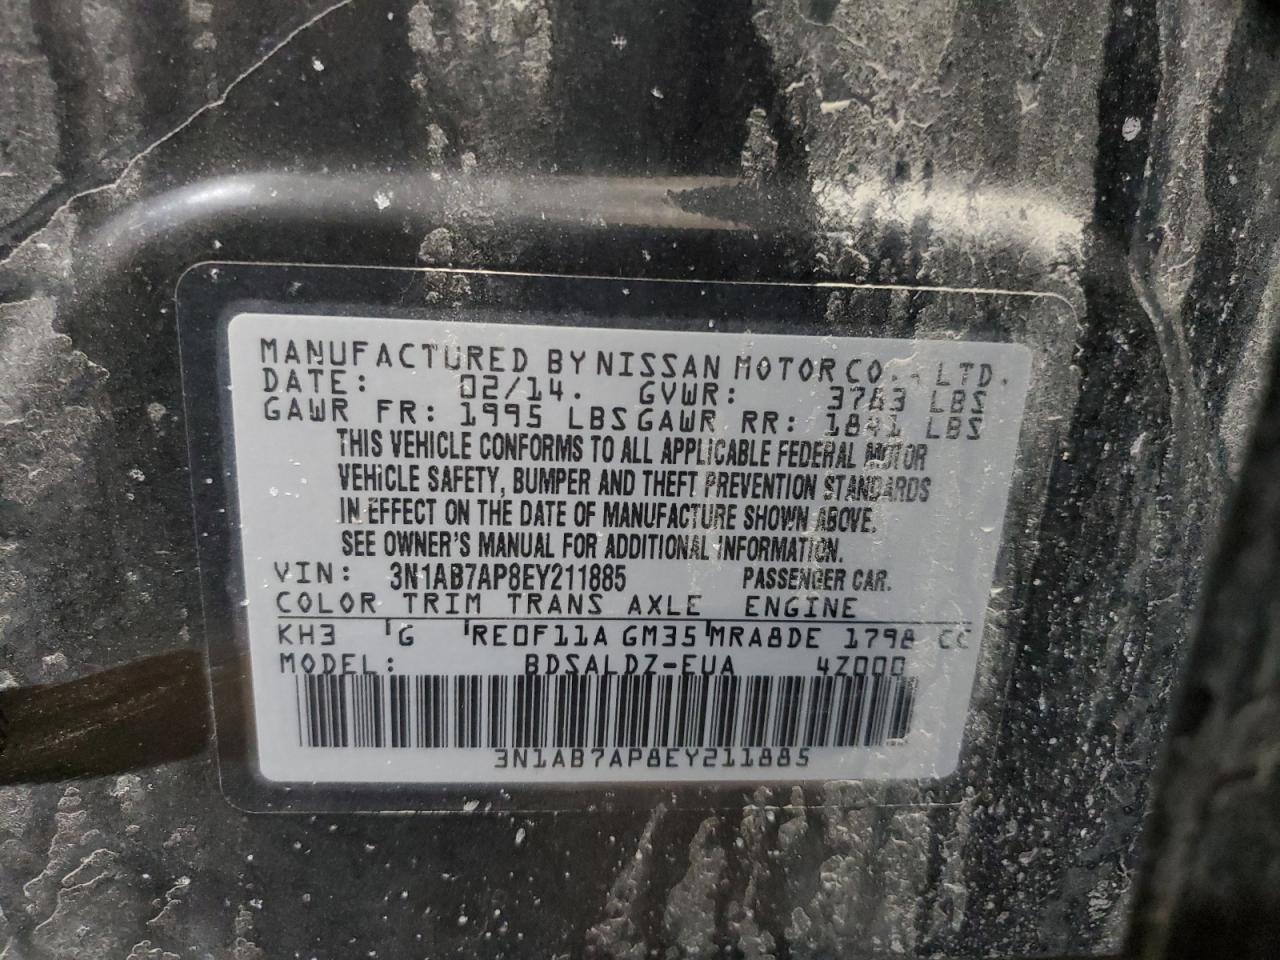 MANUFACTURED BY NISSAN MOTOR CO., LTD.
DATE: 02/14. GVWR: 3763 LBS
GAWR FR: 1995 LBS GAWR RR: 1841 LBS
THIS VEHICLE CONFORMS TO ALL APPLICABLE FEDERAL MOTOR
VEHICLE SAFETY, BUMPER AND THEFT PREVENTION STANDARDS
IN EFFECT ON THE DATE OF MANUFACTURE SHOWN ABOVE.
SEE OWNER'S MANUAL FOR ADDITIONAL INFORMATION.
VIN: 3N1AB7AP8EY211885 PASSENGER CAR.
COLOR TRIM TRANS AXLE ENGINE
KH3 G RE0F11A GM35 MRA8DE 1798 CC
MODEL: BDSALDZ-EUA 4Z000
3N1AB7AP8EY211885